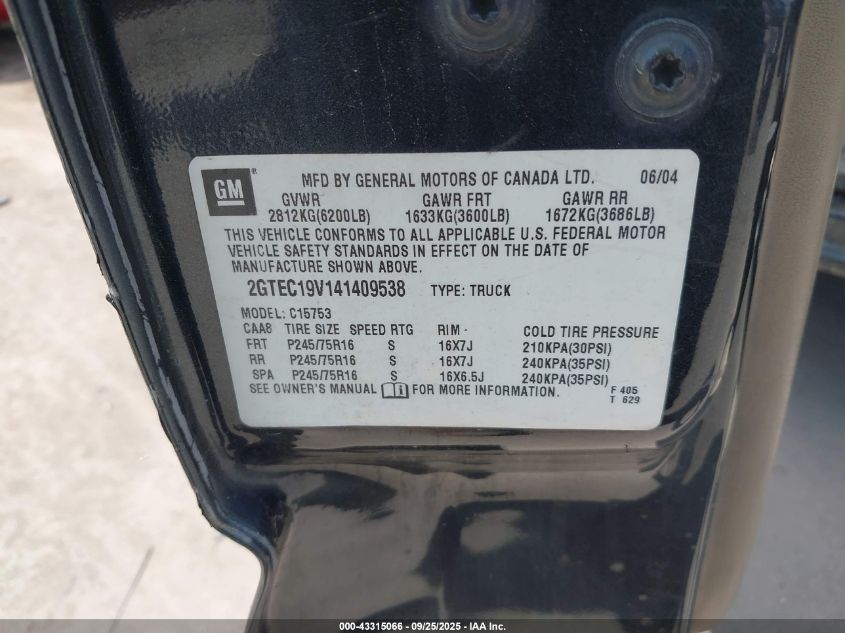 GM ® MFD BY GENERAL MOTORS OF CANADA LTD. 06/04
GVWR GAWR FRT GAWR RR
2812KG(6200LB) 1633KG(3600LB) 1672KG(3686LB)
THIS VEHICLE CONFORMS TO ALL APPLICABLE U.S. FEDERAL MOTOR
VEHICLE SAFETY STANDARDS IN EFFECT ON THE DATE OF
MANUFACTURE SHOWN ABOVE.
2GTEC19V141409538 TYPE: TRUCK
MODEL: C15753
CAA8 TIRE SIZE SPEED RTG RIM - COLD TIRE PRESSURE
FRT P245/75R16 S 16X7J 210KPA(30PSI)
RR P245/75R16 S 16X7J 240KPA(35PSI)
SPA P245/75R16 S 16X6.5J 240KPA(35PSI)
SEE OWNER'S MANUAL FOR MORE INFORMATION. F 405
T 629
000-43315066 - 09/25/2025 - IAA Inc.